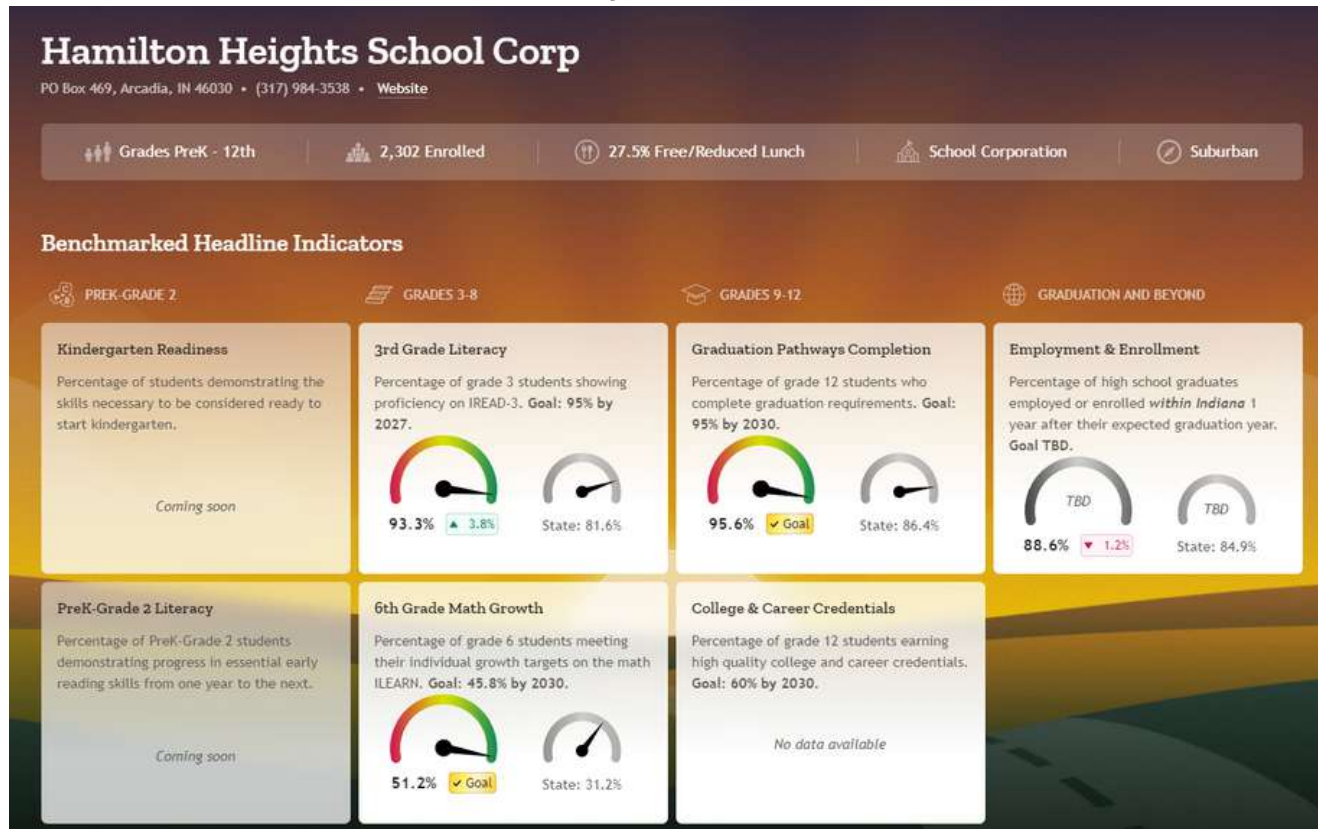 Hamilton Heights School Corp
PO Box 469, Arcadia, IN 46030 • (317) 984-3538 • Website
Grades PreK - 12th
2,302 Enrolled
27.5% Free/Reduced Lunch
School Corporation
Suburban
Benchmarked Headline Indicators
PREK-GRADE 2
Kindergarten Readiness
Percentage of students demonstrating the
skills necessary to be considered ready to
start kindergarten.
Coming soon
PreK-Grade 2 Literacy
Percentage of PreK-Grade 2 students
demonstrating progress in essential early
reading skills from one year to the next.
Coming soon
GRADES 3-8
3rd Grade Literacy
Percentage of grade 3 students showing
proficiency on IREAD-3. Goal: 95% by
2027.
93.3% ▲ 3.8%
State: 81.6%
6th Grade Math Growth
Percentage of grade 6 students meeting
their individual growth targets on the math
ILEARN. Goal: 45.8% by 2030.
51.2% ✓ Goal
State: 31.2%
GRADES 9-12
Graduation Pathways Completion
Percentage of grade 12 students who
complete graduation requirements. Goal:
95% by 2030.
95.6% ✓ Goal
State: 86.4%
College & Career Credentials
Percentage of grade 12 students earning
high quality college and career credentials.
Goal: 60% by 2030.
No data available
GRADUATION AND BEYOND
Employment & Enrollment
Percentage of high school graduates
employed or enrolled within Indiana 1
year after their expected graduation year.
Goal TBD.
TBD
88.6% ▼ 1.2%
TBD
State: 84.9%